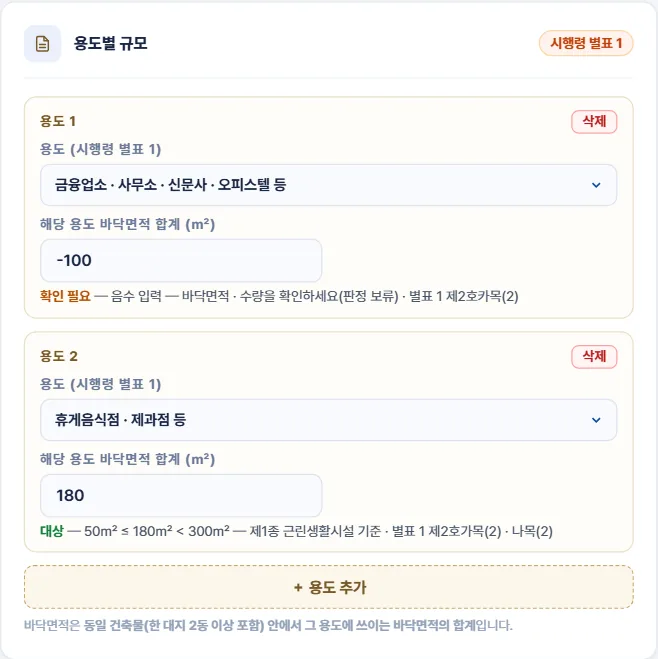 용도별 규모
시행령 별표 1
용도 1
삭제
용도 (시행령 별표 1)
금융업소 · 사무소 · 신문사 · 오피스텔 등
해당 용도 바닥면적 합계 (m²)
-100
확인 필요 — 음수 입력 — 바닥면적 · 수량을 확인하세요(판정 보류) · 별표 1 제2호카목(2)
용도 2
삭제
용도 (시행령 별표 1)
휴게음식점 · 제과점 등
해당 용도 바닥면적 합계 (m²)
180
대상 — 50m² ≤ 180m² < 300m² — 제1종 근린생활시설 기준 · 별표 1 제2호가목(2) · 나목(2)
+ 용도 추가
바닥면적은 동일 건축물(한 대지 2동 이상 포함) 안에서 그 용도에 쓰이는 바닥면적의 합계입니다.